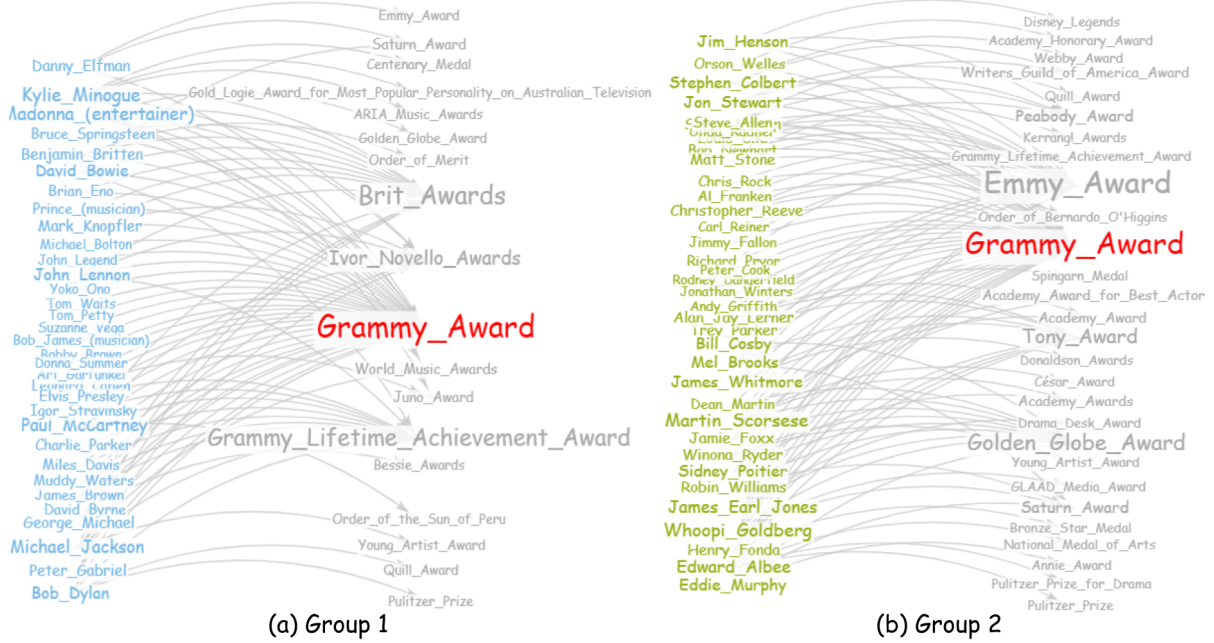 Emmy_Award
Saturn_Award
Danny_Elfman
Centenary_Medal
Kylie_Minogue
Gold_Logie_Award_for_Most_Popular_Personality_on_Australian_Television
Madonna_(entertainer)
ARIA_Music_Awards
Bruce_Springsteen
Golden_Globe_Award
Benjamin_Britten
Order_of_Merit
David_Bowie
Brian_Eno
Brit_Awards
Prince_(musician)
Mark_Knopfler
Michael_Bolton
John_Legend
Ivor_Novello_Awards
John_Lennon
Yoko_Ono
Tom_Waits
Tom_Petty
Suzanne_Vega
Grammy_Award
Bob_James_(musician)
Bobby_Brown
Donna_Summer
World_Music_Awards
Art_Garfunkel
Leonard_Cohen
Elvis_Presley
Juno_Award
Igor_Stravinsky
Paul_McCartney
Grammy_Lifetime_Achievement_Award
Charlie_Parker
Miles_Davis
Bessie_Awards
Muddy_Waters
James_Brown
David_Byrne
George_Michael
Order_of_the_Sun_of_Peru
Michael_Jackson
Young_Artist_Award
Peter_Gabriel
Quill_Award
Bob_Dylan
Pulitzer_Prize
(a) Group 1
Disney_Legends
Jim_Henson
Academy_Honorary_Award
Orson_Welles
Webby_Award
Writers_Guild_of_America_Award
Stephen_Colbert
Quill_Award
Jon_Stewart
Peabody_Award
Steve_Allen
Kerrang!_Awards
Bob_Newhart
Matt_Stone
Grammy_Lifetime_Achievement_Award
Chris_Rock
Emmy_Award
Al_Franken
Christopher_Reeve
Order_of_Bernardo_O'Higgins
Carl_Reiner
Jimmy_Fallon
Grammy_Award
Richard_Pryor
Peter_Cook
Spingarn_Medal
Rodney_Dangerfield
Jonathan_Winters
Academy_Award_for_Best_Actor
Andy_Griffith
Alan_Jay_Lerner
Academy_Award
Trey_Parker
Tony_Award
Bill_Cosby
Mel_Brooks
Donaldson_Awards
James_Whitmore
César_Award
Dean_Martin
Academy_Awards
Martin_Scorsese
Drama_Desk_Award
Jamie_Foxx
Golden_Globe_Award
Winona_Ryder
Young_Artist_Award
Sidney_Poitier
Robin_Williams
GLAAD_Media_Award
James_Earl_Jones
Saturn_Award
Whoopi_Goldberg
Bronze_Star_Medal
Henry_Fonda
National_Medal_of_Arts
Edward_Albee
Annie_Award
Eddie_Murphy
Pulitzer_Prize_for_Drama
Pulitzer_Prize
(b) Group 2